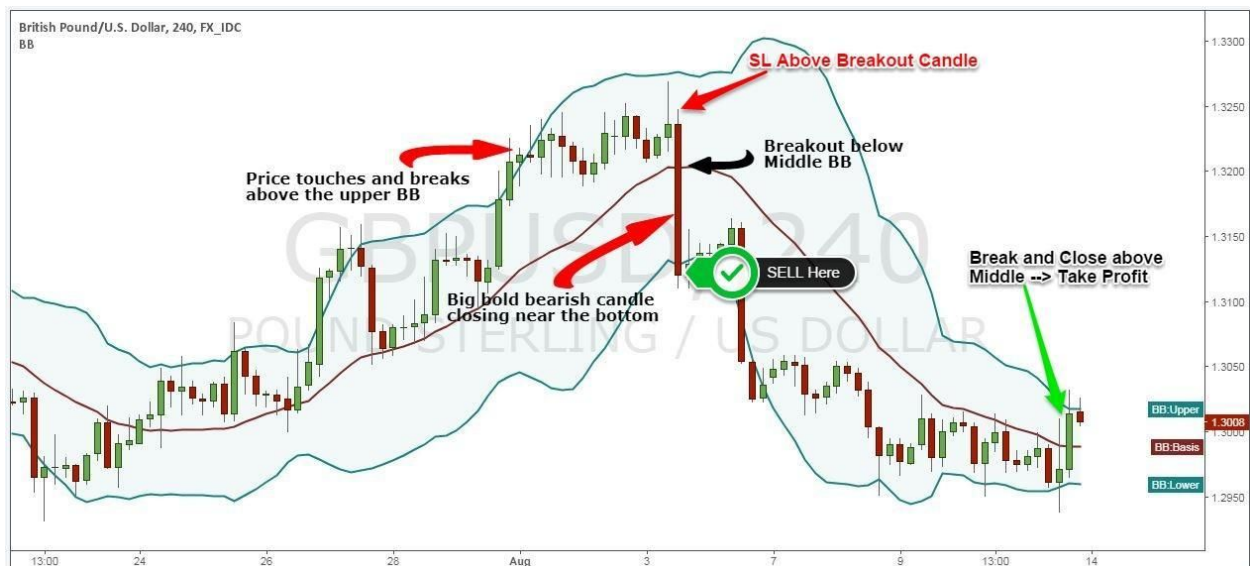 British Pound/U.S. Dollar, 240, FX_IDC
BB
SL Above Breakout Candle
Breakout below
Middle BB
Price touches and breaks
above the upper BB
GBPUSD, 240
POUND STERLING / US DOLLAR
SELL Here
Big bold bearish candle
closing near the bottom
Break and Close above
Middle --> Take Profit
1.3300
1.3250
1.3200
1.3150
1.3100
1.3050
BB:Upper
1.3008
1.3000
BB:Basis
BB:Lower
1.2950
13:00
24
26
28
Aug
3
7
9
13:00
14